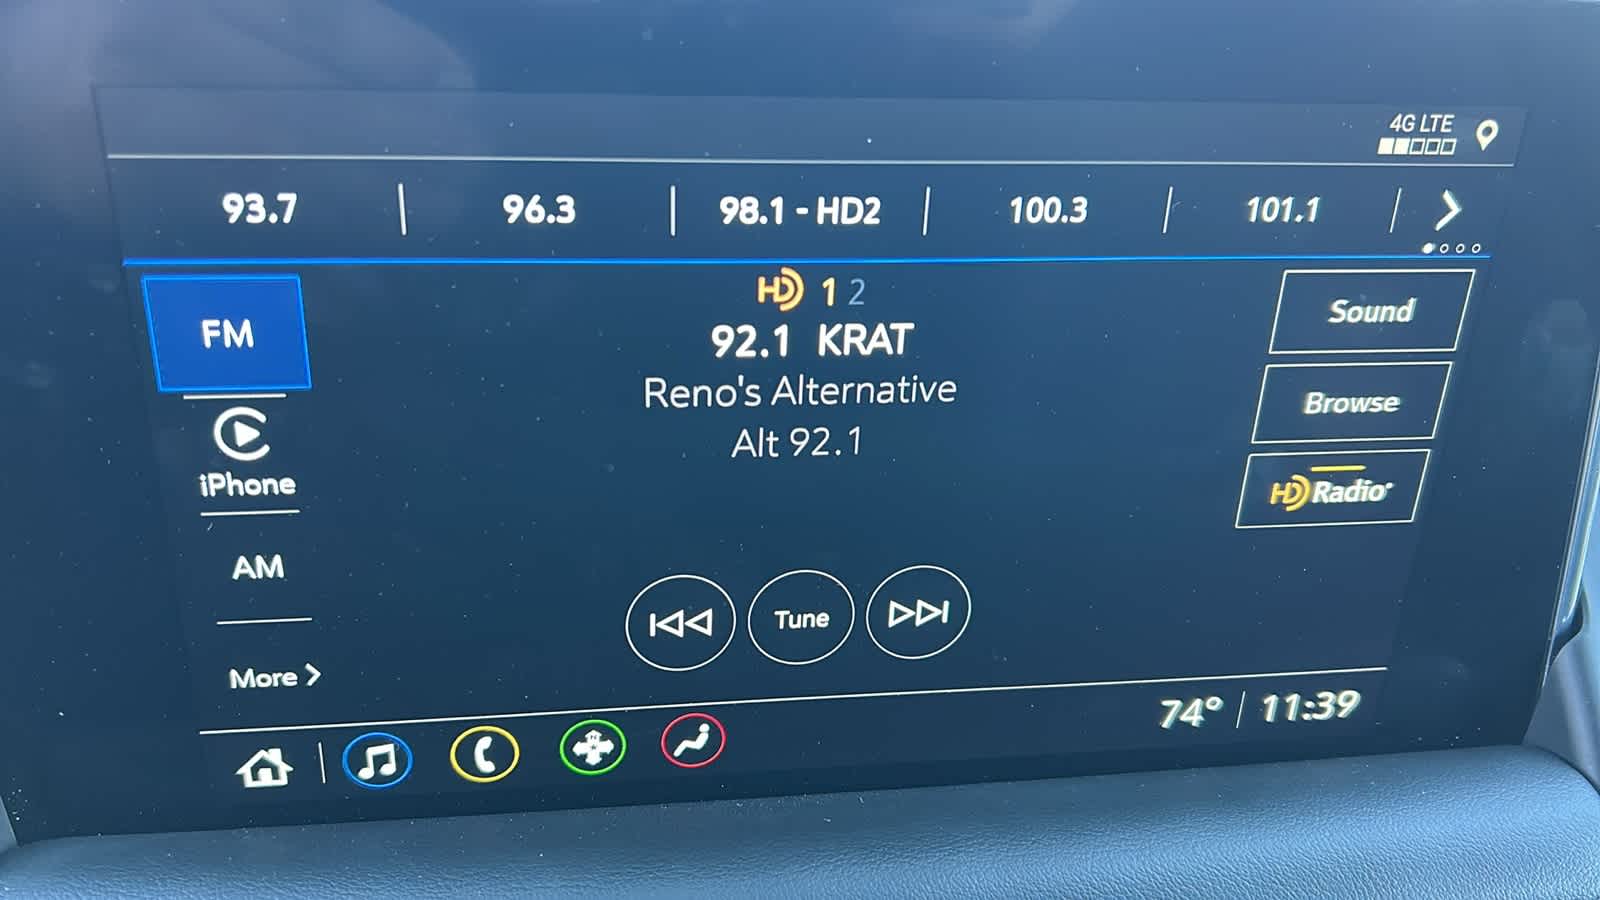 4G LTE
93.7 | 96.3 | 98.1 - HD2 | 100.3 | 101.1
HD 1 2
92.1 KRAT
Reno's Alternative
Alt 92.1
FM
iPhone
AM
More >
Sound
Browse
HD Radio
Tune
74° | 11:39